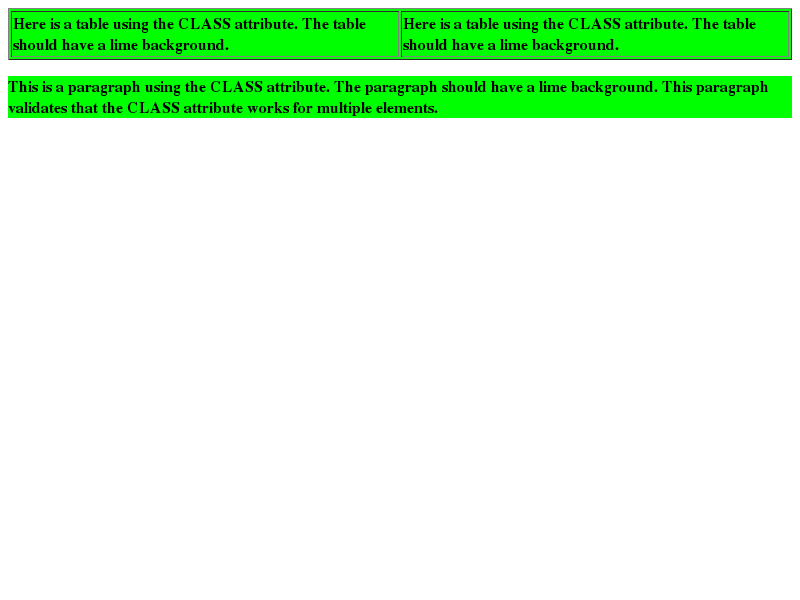 Here is a table using the CLASS attribute. The table
should have a lime background.
Here is a table using the CLASS attribute. The table
should have a lime background.
This is a paragraph using the CLASS attribute. The paragraph should have a lime background. This paragraph
validates that the CLASS attribute works for multiple elements.